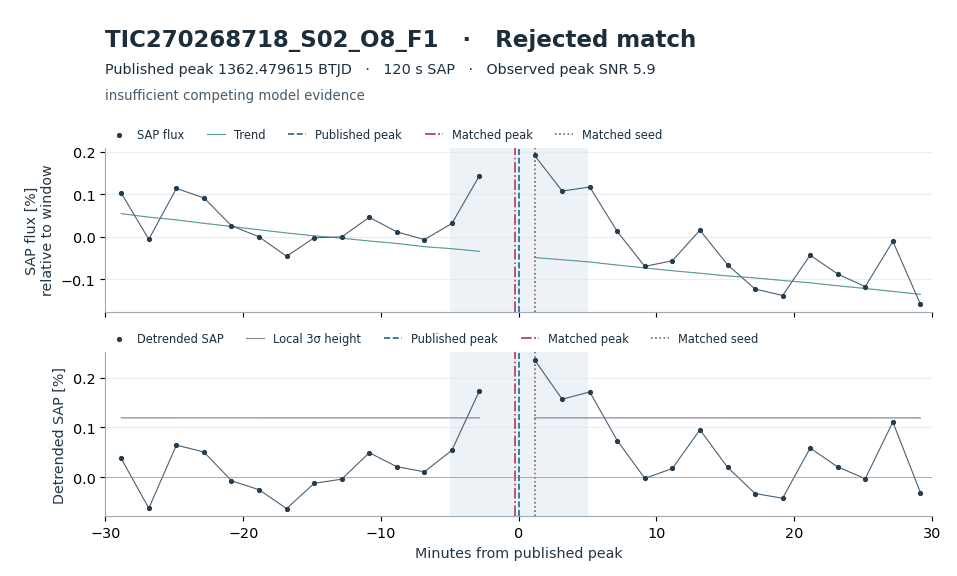 TIC270268718_S02_O8_F1 · Rejected match
Published peak 1362.479615 BTJD · 120 s SAP · Observed peak SNR 5.9
insufficient competing model evidence
SAP flux Trend Published peak Matched peak Matched seed
SAP flux [%]
relative to window
0.2
0.1
0.0
−0.1
Detrended SAP Local 3σ height Published peak Matched peak Matched seed
Detrended SAP [%]
0.2
0.1
0.0
−30 −20 −10 0 10 20 30
Minutes from published peak